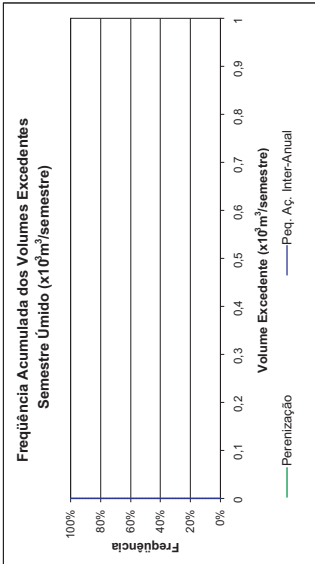 Freqüência Acumulada dos Volumes Excedentes
Semestre Úmido (x10³m³/semestre)
Freqüência
100%
80%
60%
40%
20%
0%
0
0,1
0,2
0,3
0,4
0,5
0,6
0,7
0,8
0,9
1
Volume Excedente (x10³m³/semestre)
Perenização
Peq. Aç. Inter-Anual